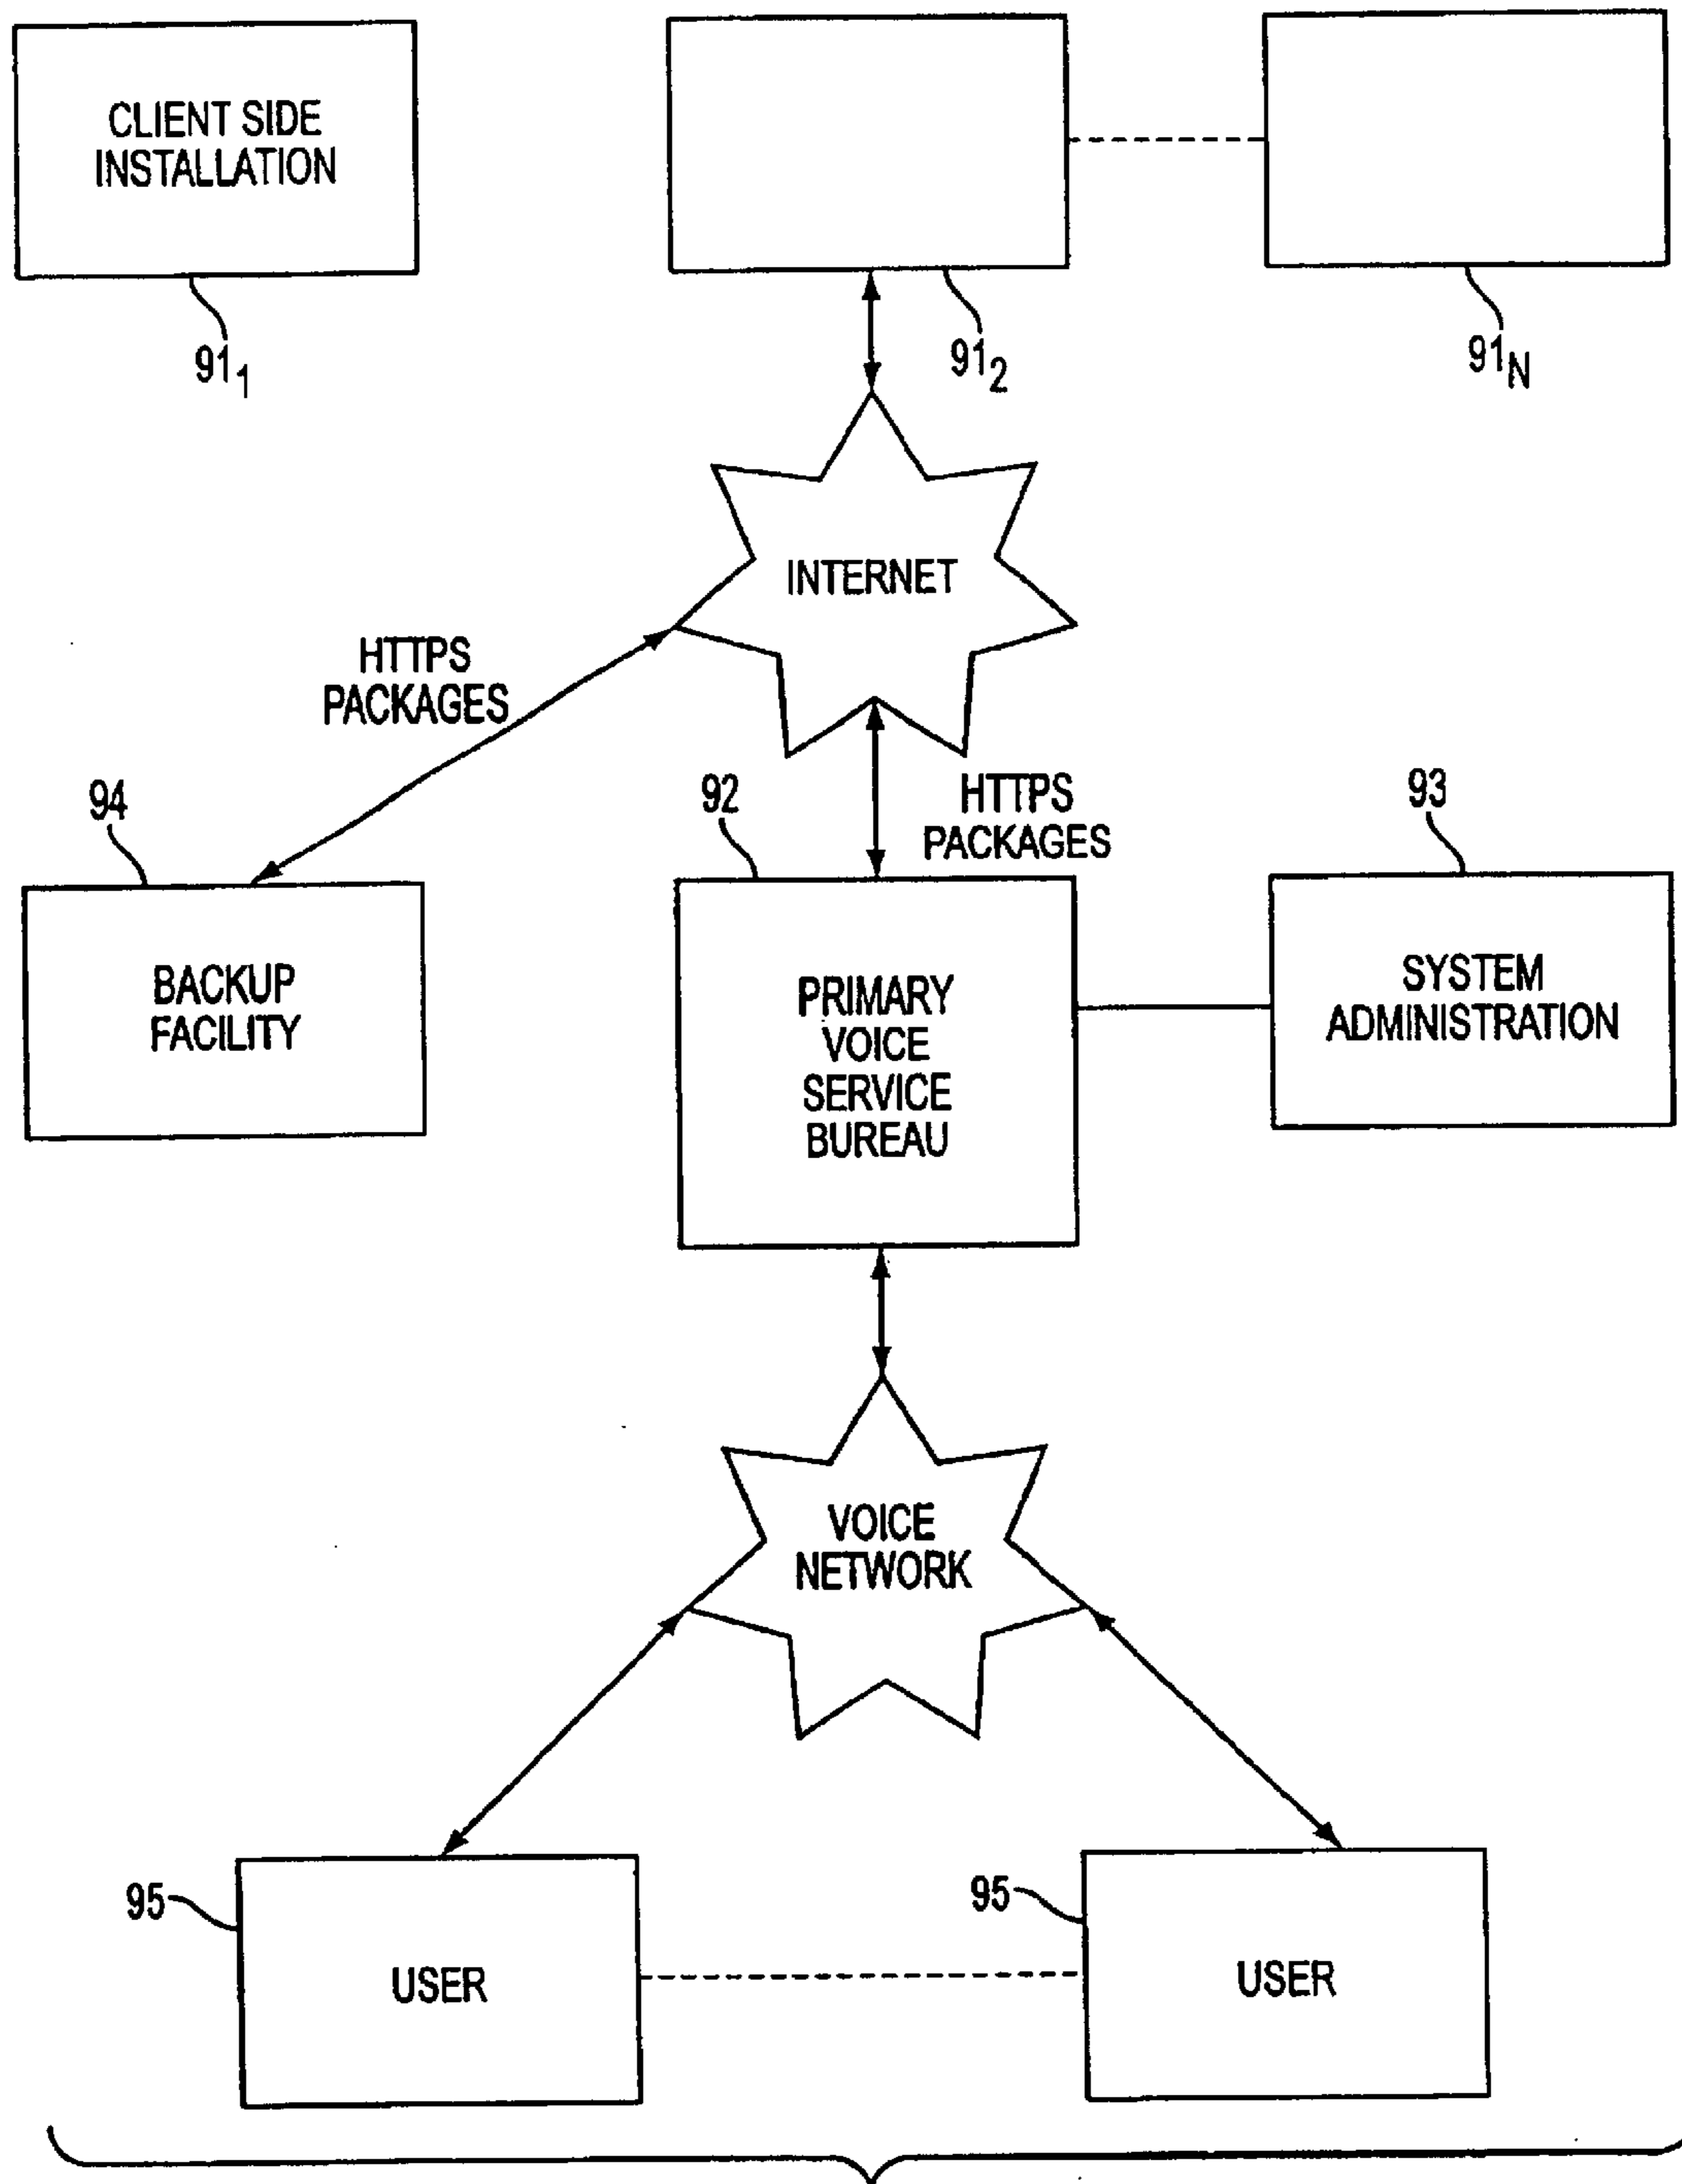 CLIENT SIDE
INSTALLATION
91₁
91₂
91N
INTERNET
HTTPS
PACKAGES
HTTPS
PACKAGES
94
92
93
BACKUP
FACILITY
PRIMARY
VOICE
SERVICE
BUREAU
SYSTEM
ADMINISTRATION
VOICE
NETWORK
95
USER
95
USER